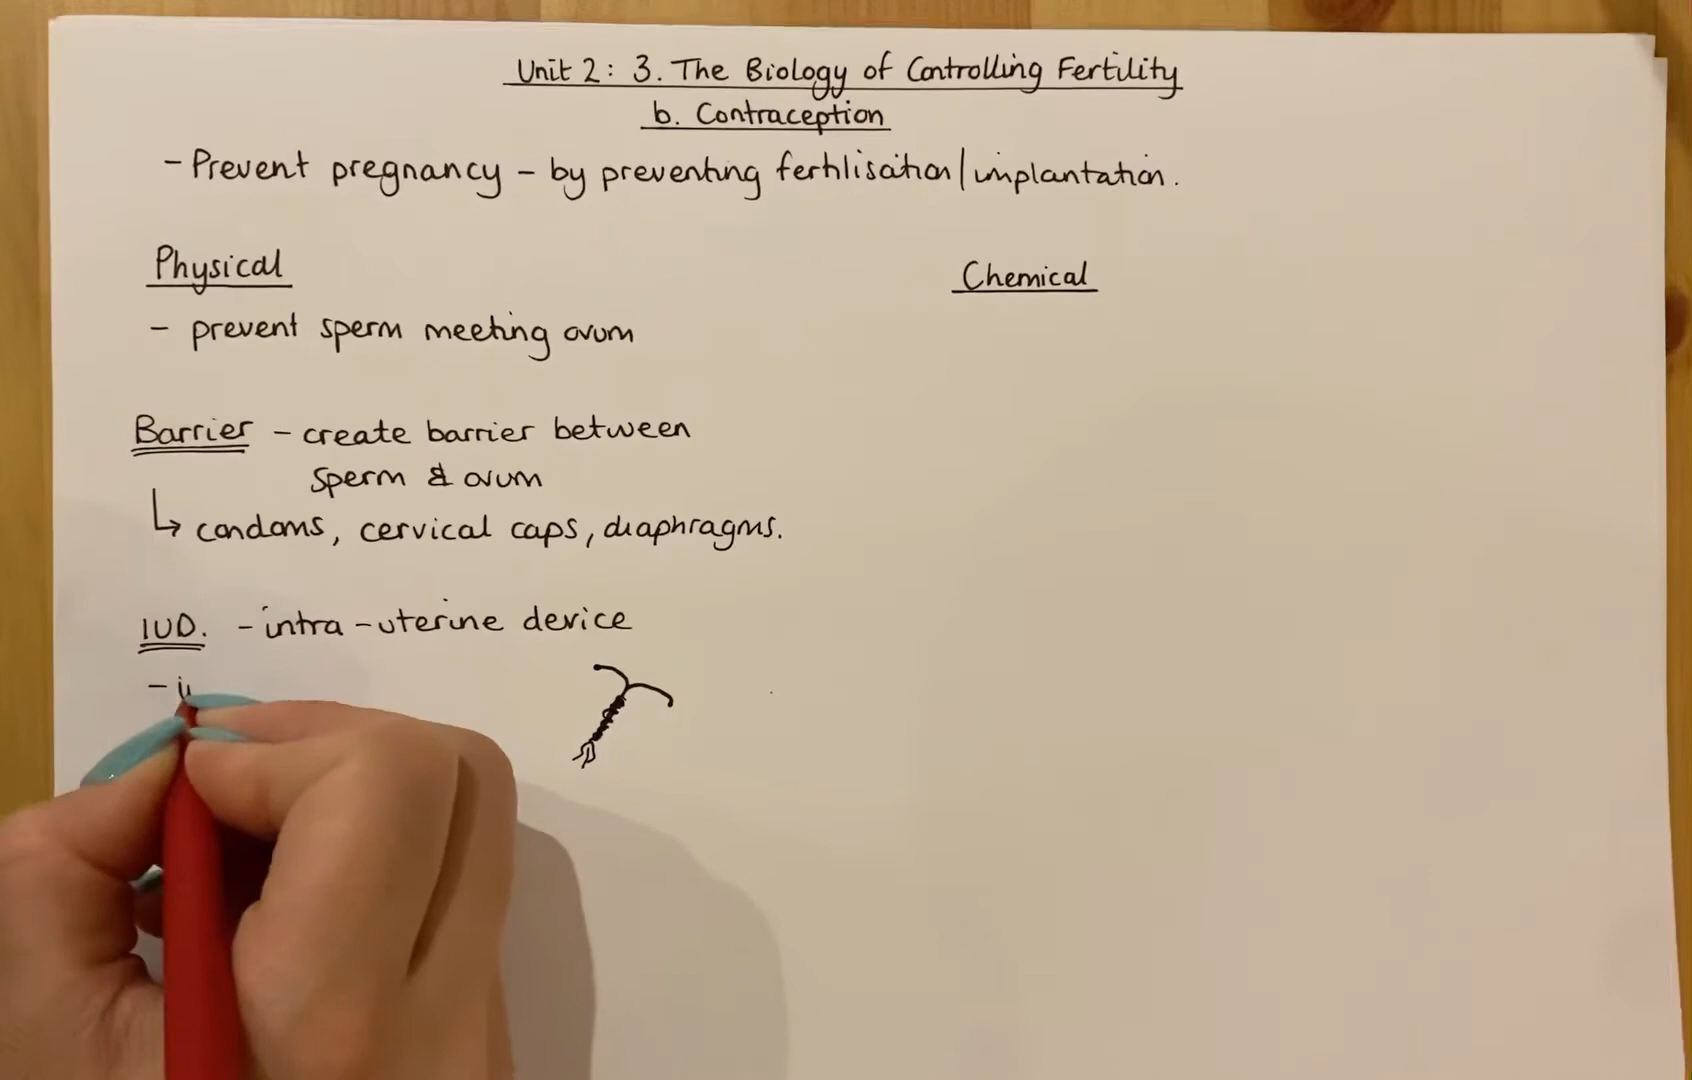 Unit 2: 3. The Biology of Controlling Fertility
b. Contraception
- Prevent pregnancy - by preventing fertilisation/implantation.
Physical
- prevent sperm meeting ovum
Barrier - create barrier between
sperm & ovum
↳ condoms, cervical caps, diaphragms.
IUD. - intra-uterine device
Chemical